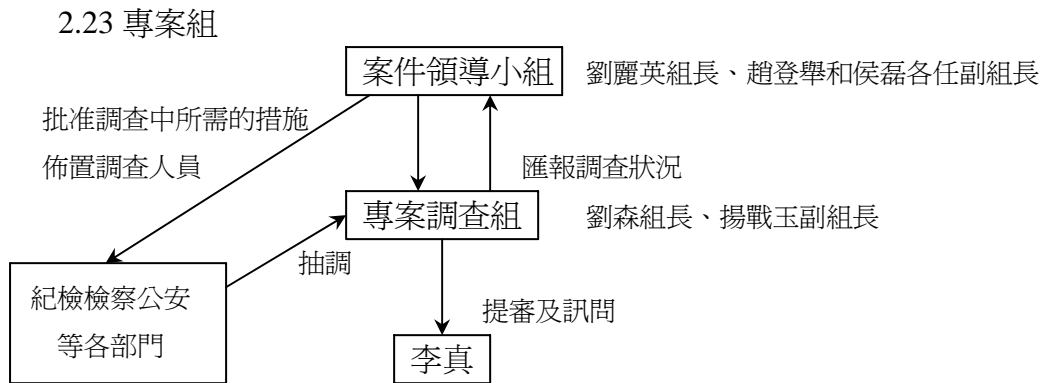 2.23 專案組
案件領導小組
劉麗英組長、趙登舉和侯磊各任副組長
批准調查中所需的措施
佈置調查人員
匯報調查狀況
專案調查組
劉森組長、揚戰玉副組長
抽調
紀檢檢察公安
等各部門
提審及訊問
李真